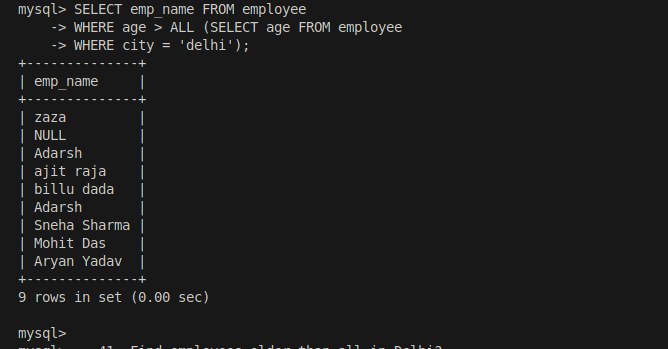 mysql> SELECT emp_name FROM employee
    -> WHERE age > ALL (SELECT age FROM employee
    -> WHERE city = 'delhi');
+--------------+
| emp_name     |
+--------------+
| zaza         |
| NULL         |
| Adarsh       |
| ajit raja    |
| billu dada   |
| Adarsh       |
| Sneha Sharma |
| Mohit Das    |
| Aryan Yadav  |
+--------------+
9 rows in set (0.00 sec)
mysql>
mysql> -- 41. Find employees older than all in Delhi?